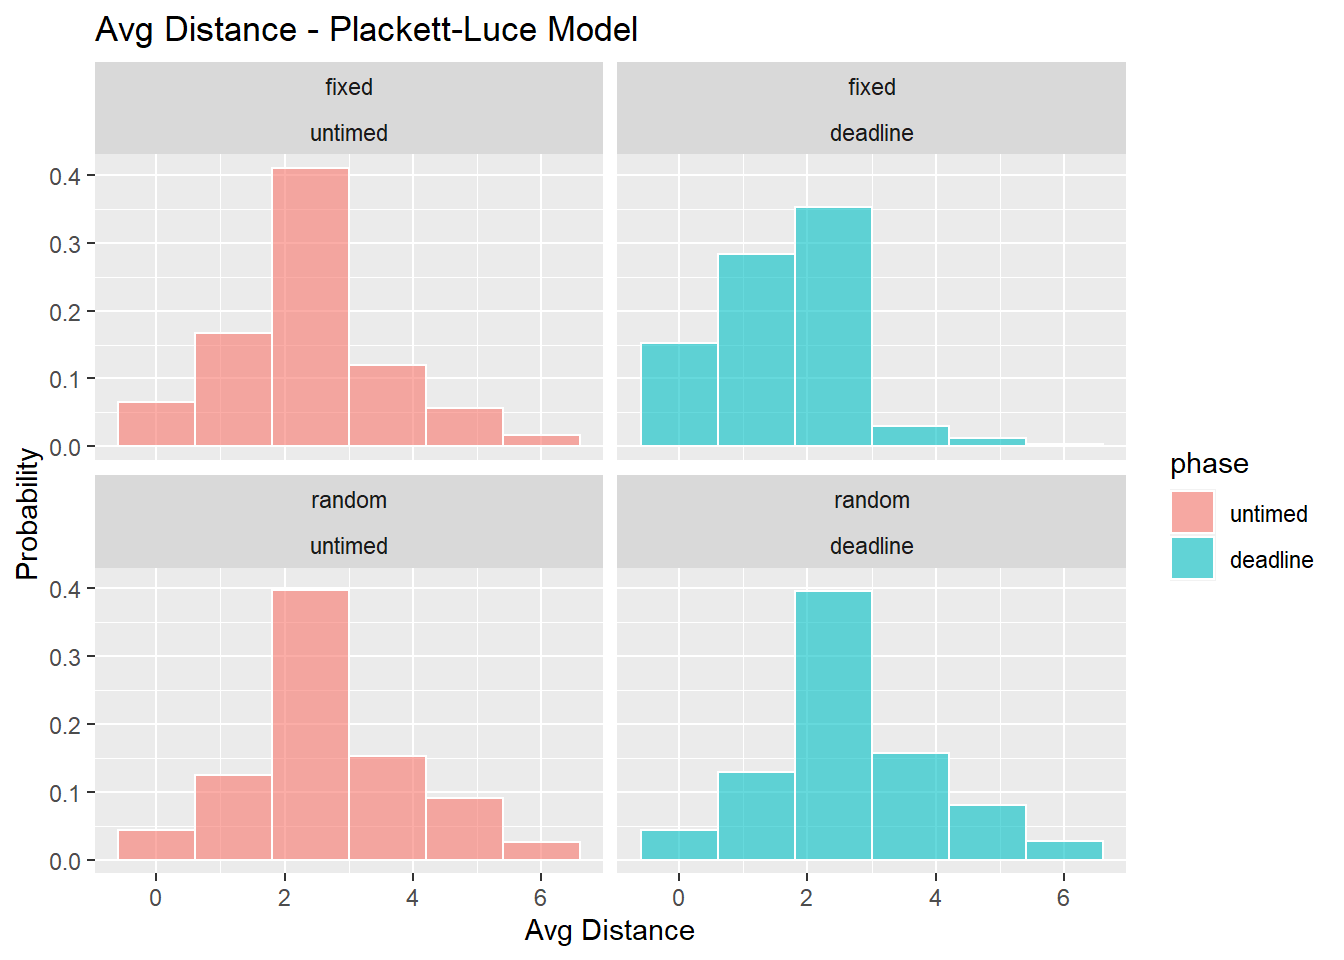 Avg Distance - Plackett-Luce Model
fixed
untimed
fixed
deadline
0.4
0.3
0.2
0.1
0.0
random
untimed
random
deadline
0.4
0.3
0.2
0.1
0.0
0
2
4
6
0
2
4
6
Avg Distance
Probability
phase
untimed
deadline